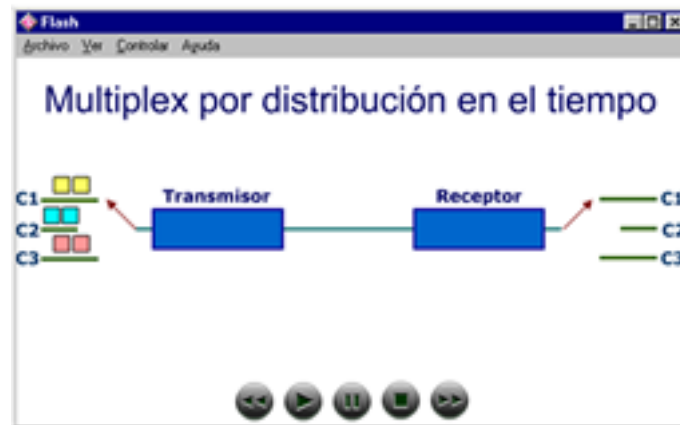 Flash
Archivo Ver Controlar Ayuda
Multiplex por distribución en el tiempo
Transmisor Receptor
C1 C1
C2 C2
C3 C3